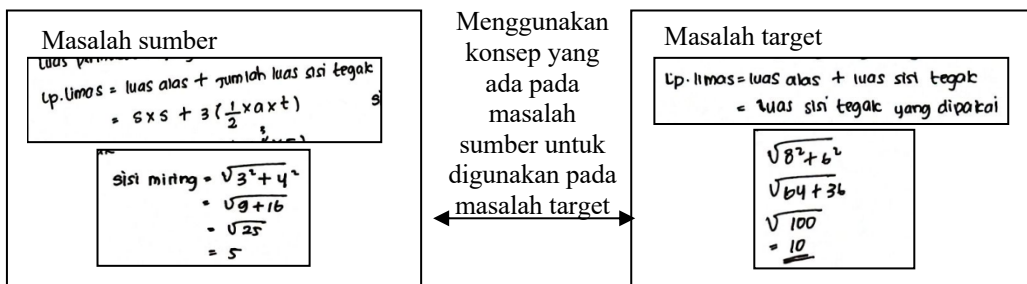 Masalah sumber
Lp.limas = luas alas + jumlah luas sisi tegak
= s x s + 3 (1/2 x a x t)
sisi miring = √3² + 4²
= √9 + 16
= √25
= 5
Menggunakan
konsep yang
ada pada
masalah
sumber untuk
digunakan pada
masalah target
Masalah target
Lp.limas = luas alas + luas sisi tegak
= luas sisi tegak yang dipakai
√8² + 6²
√64 + 36
√100
= 10